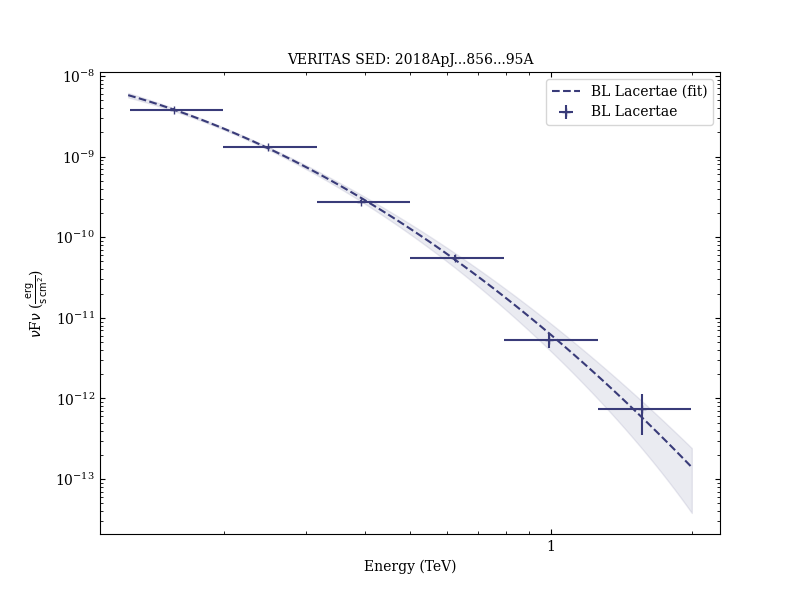 VERITAS SED: 2018ApJ...856...95A
BL Lacertae (fit)
BL Lacertae
10⁻⁸
10⁻⁹
10⁻¹⁰
10⁻¹¹
10⁻¹²
10⁻¹³
νFν (erg / s cm²)
1
Energy (TeV)